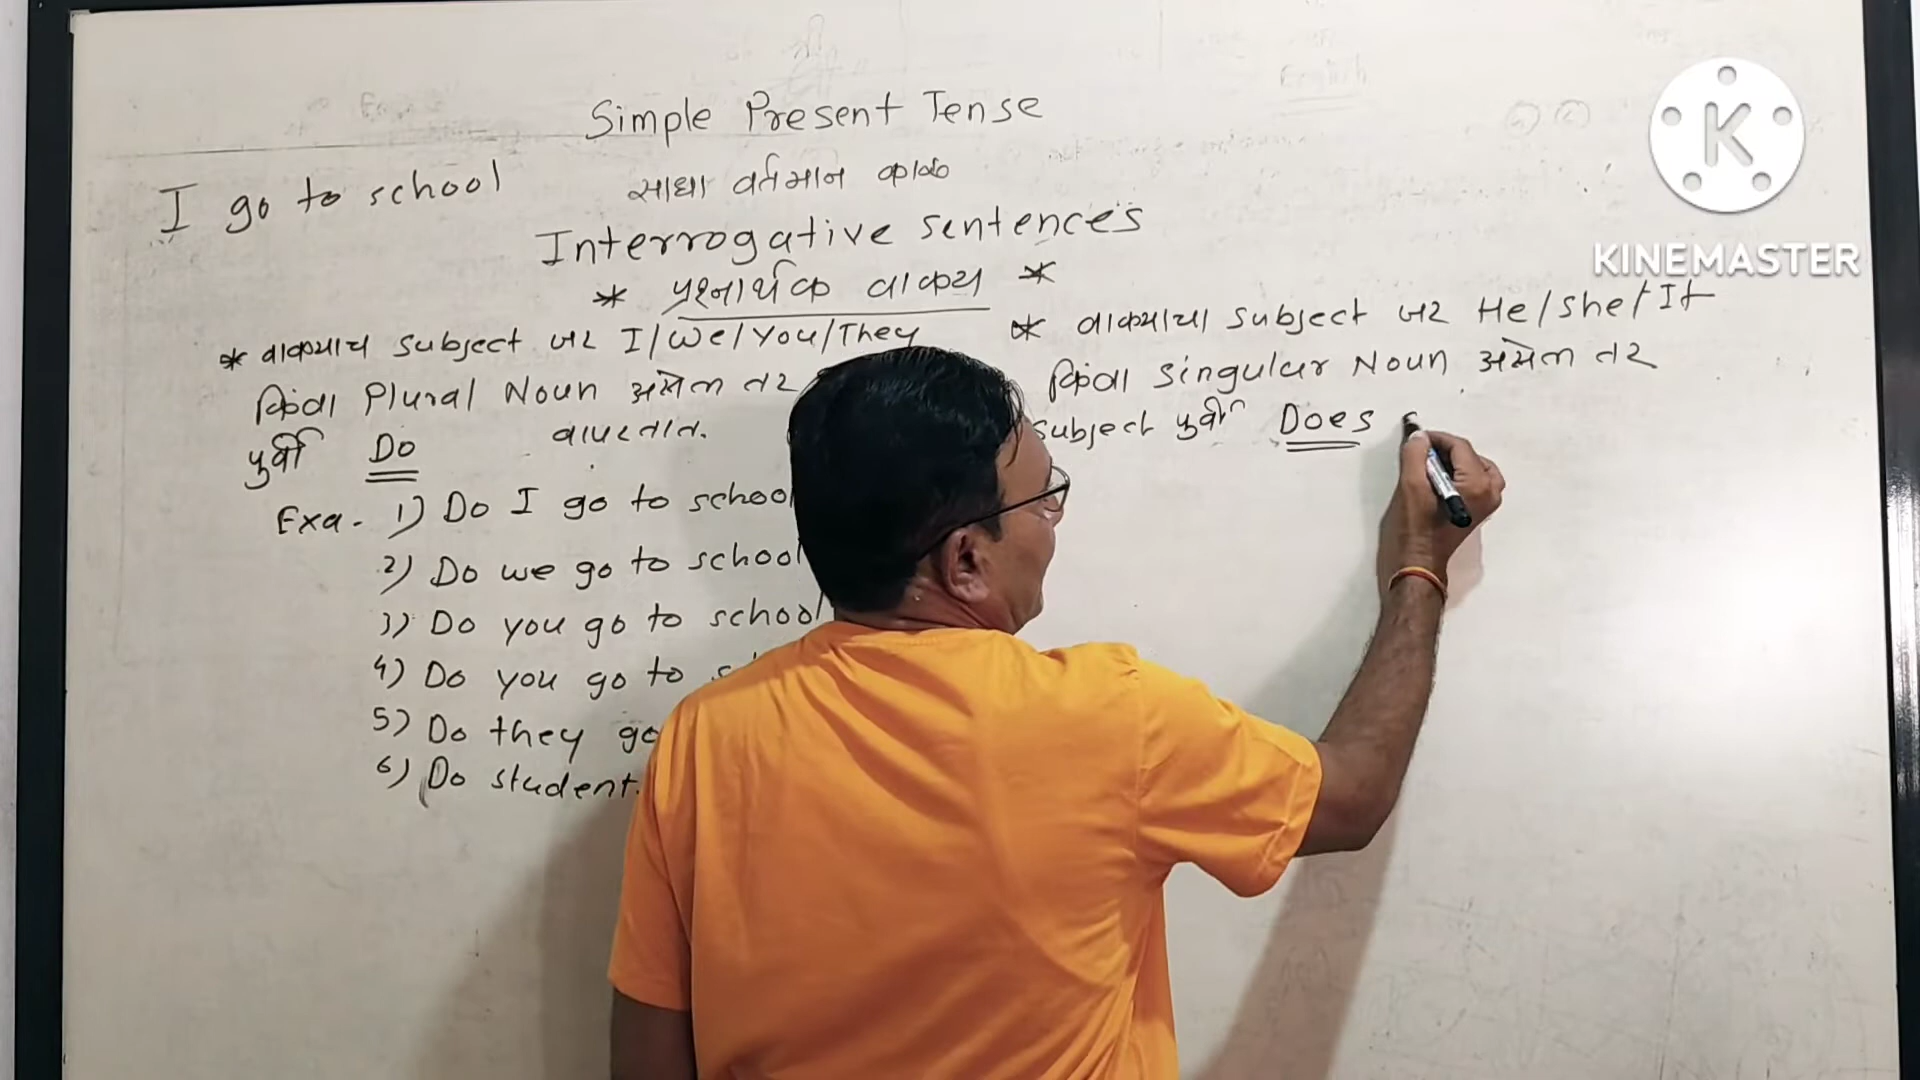 Simple Present Tense
I go to school
साधा वर्तमान काळ
Interrogative sentences
* प्रश्नार्थक वाक्य *
* वाक्याच subject जर I/We/You/They
किंवा Plural Noun असेल तर
पूर्वी Do वापरतात.
Exa. 1) Do I go to school
2) Do we go to school
3) Do you go to school
4) Do you go to
5) Do they go
6) Do student.
* वाक्याचा subject जर He/She/It
किंवा singular Noun असेल तर
subject पूर्वी Does
KINEMASTER